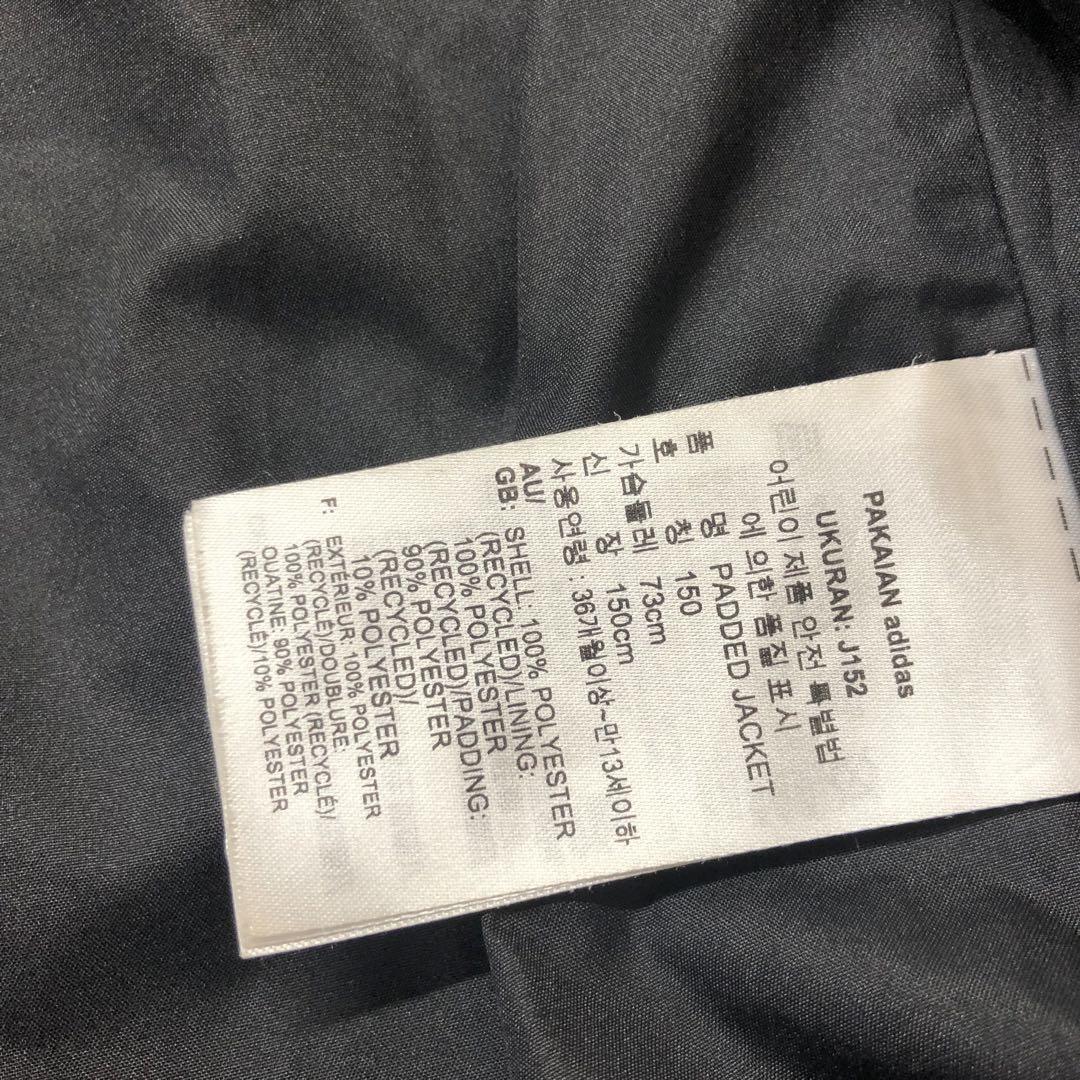 PAKAIAN adidas
UKURAN: J152
어린이 제품 안전 특별법
에 의한 품질 표시
품 명 PADDED JACKET
호 칭 150
가슴둘레 73cm
신 장 150cm
사용연령 : 36개월이상~만13세이하
AU/
GB: SHELL: 100% POLYESTER
(RECYCLED)/LINING:
100% POLYESTER
(RECYCLED)/PADDING:
90% POLYESTER
(RECYCLED)/
10% POLYESTER
F: EXTÉRIEUR: 100% POLYESTER
(RECYCLÉ)/DOUBLURE:
100% POLYESTER (RECYCLÉ)/
OUATINE: 90% POLYESTER
(RECYCLÉ)/10% POLYESTER